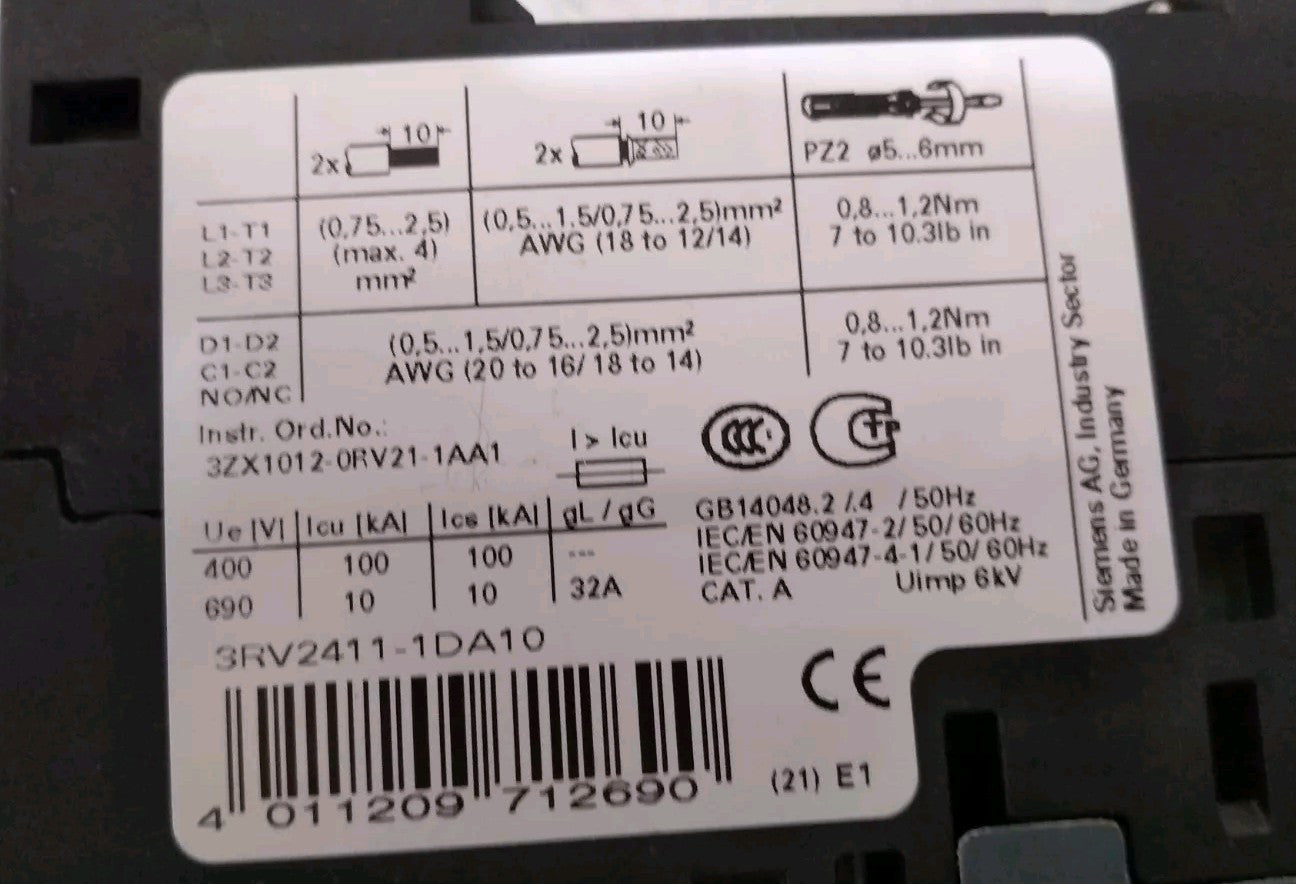 2x 10
2x 10
PZ2 ø5...6mm
L1-T1
L2-T2
L3-T3
(0,75...2,5)
(max. 4)
mm²
(0,5...1,5/0,75...2,5)mm²
AWG (18 to 12/14)
0,8...1,2Nm
7 to 10.3lb in
D1-D2
C1-C2
NO/NC
(0,5...1,5/0,75...2,5)mm²
AWG (20 to 16/ 18 to 14)
0,8...1,2Nm
7 to 10.3lb in
Instr. Ord.No.:
3ZX1012-0RV21-1AA1
I > Icu
CCC
Ue [V] Icu [kA] Ics [kA] gL / gG
400 100 100 ---
690 10 10 32A
GB14048.2 /.4 /50Hz
IEC/EN 60947-2/50/60Hz
IEC/EN 60947-4-1/50/60Hz
CAT. A Uimp 6kV
Siemens AG, Industry Sector
Made in Germany
3RV2411-1DA10
4 011209 712690
CE
(21) E1